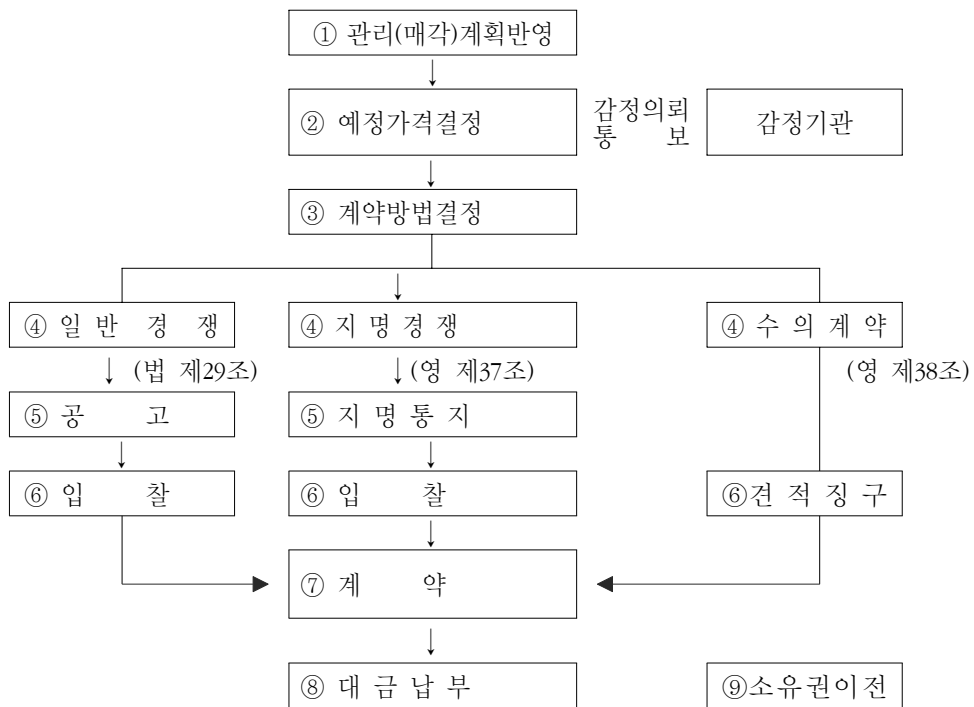 ① 관리(매각)계획반영
② 예정가격결정
감정의뢰
통 보
감정기관
③ 계약방법결정
④ 일 반 경 쟁
④ 지 명 경 쟁
④ 수 의 계 약
(법 제29조)
(영 제37조)
(영 제38조)
⑤ 공 고
⑤ 지 명 통 지
⑥ 입 찰
⑥ 입 찰
⑥견 적 징 구
⑦ 계 약
⑧ 대 금 납 부
⑨소 유 권 이 전